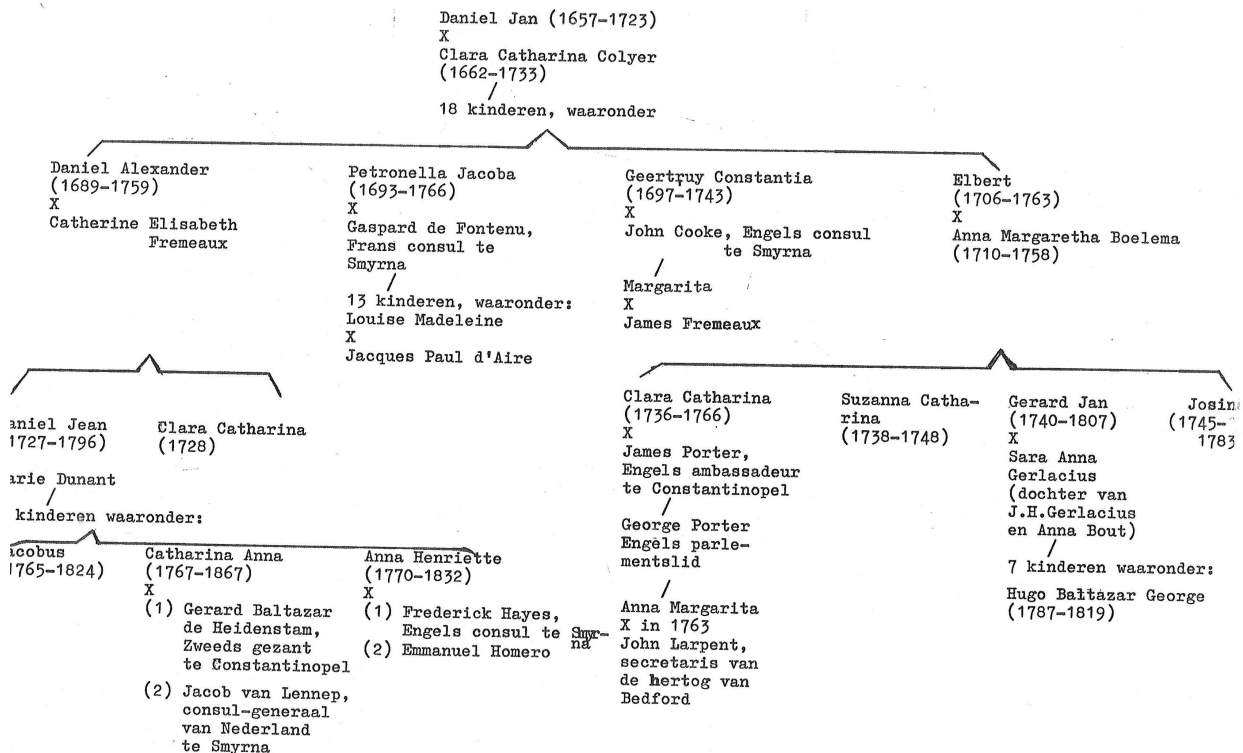 Daniel Jan (1657-1723)
X
Clara Catharina Colyer
(1662-1733)
/
18 kinderen, waaronder
Daniel Alexander
(1689-1759)
X
Catherine Elisabeth
Fremeaux
Petronella Jacoba
(1693-1766)
X
Gaspard de Fontenu,
Frans consul te
Smyrna
/
13 kinderen, waaronder:
Louise Madeleine
X
Jacques Paul d'Aire
Geertruy Constantia
(1697-1743)
X
John Cooke, Engels consul
te Smyrna
/
Margarita
X
James Fremeaux
Elbert
(1706-1763)
X
Anna Margaretha Boelema
(1710-1758)
aniel Jean
1727-1796)
arie Dunant
/
kinderen waaronder:
Clara Catharina
(1728)
acobus
1765-1824)
Catharina Anna
(1767-1867)
X
(1) Gerard Baltazar
de Heidenstam,
Zweeds gezant
te Constantinopel
(2) Jacob van Lennep,
consul-generaal
van Nederland
te Smyrna
Anna Henriette
(1770-1832)
X
(1) Frederick Hayes,
Engels consul te Smyr-
na
(2) Emmanuel Homero
Clara Catharina
(1736-1766)
X
James Porter,
Engels ambassadeur
te Constantinopel
/
George Porter
Engels parle-
mentslid
/
Anna Margarita
X in 1763
John Larpent,
secretaris van
de hertog van
Bedford
Suzanna Catha-
rina
(1738-1748)
Gerard Jan
(1740-1807)
X
Sara Anna
Gerlacius
(dochter van
J.H.Gerlacius
en Anna Bout)
/
7 kinderen waaronder:
Hugo Baltazar George
(1787-1819)
Josin
(1745-
1783